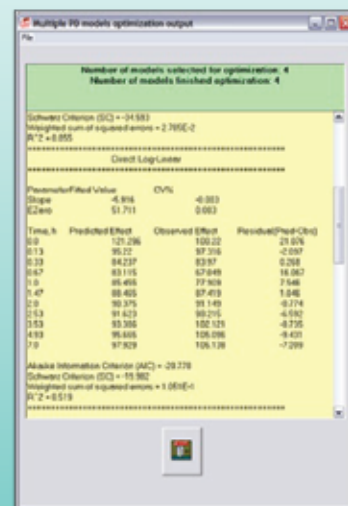 Multiple PD models optimization output
File
Number of models selected for optimization: 4
Number of models finished optimization: 4
Schwarz Criterion (SC) = -34.593
Weighted sum of squared errors = 2.785E-2
R^2 = 0.855
Direct Log-Linear
Parameter Fitted Value CV%
Slope -5.916 -0.003
EZero 51.711 0.003
Time, h Predicted Effect Observed Effect Residual(Pred-Obs)
0.0 121.296 100.22 21.076
0.13 95.22 97.316 -2.097
0.33 84.237 83.97 0.268
0.67 83.115 67.049 16.067
1.0 85.455 77.909 7.546
1.47 88.465 87.419 1.046
2.0 90.375 91.149 -0.774
2.53 91.623 98.215 -6.592
3.53 93.386 102.121 -8.735
4.93 95.665 105.096 -9.431
7.0 97.929 105.138 -7.209
Akaike Information Criterion (AIC) = -20.778
Schwarz Criterion (SC) = -19.982
Weighted sum of squared errors = 1.051E-1
R^2 = 0.519